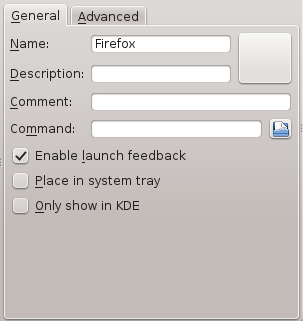 General Advanced
Name: Firefox
Description:
Comment:
Command:
Enable launch feedback
Place in system tray
Only show in KDE